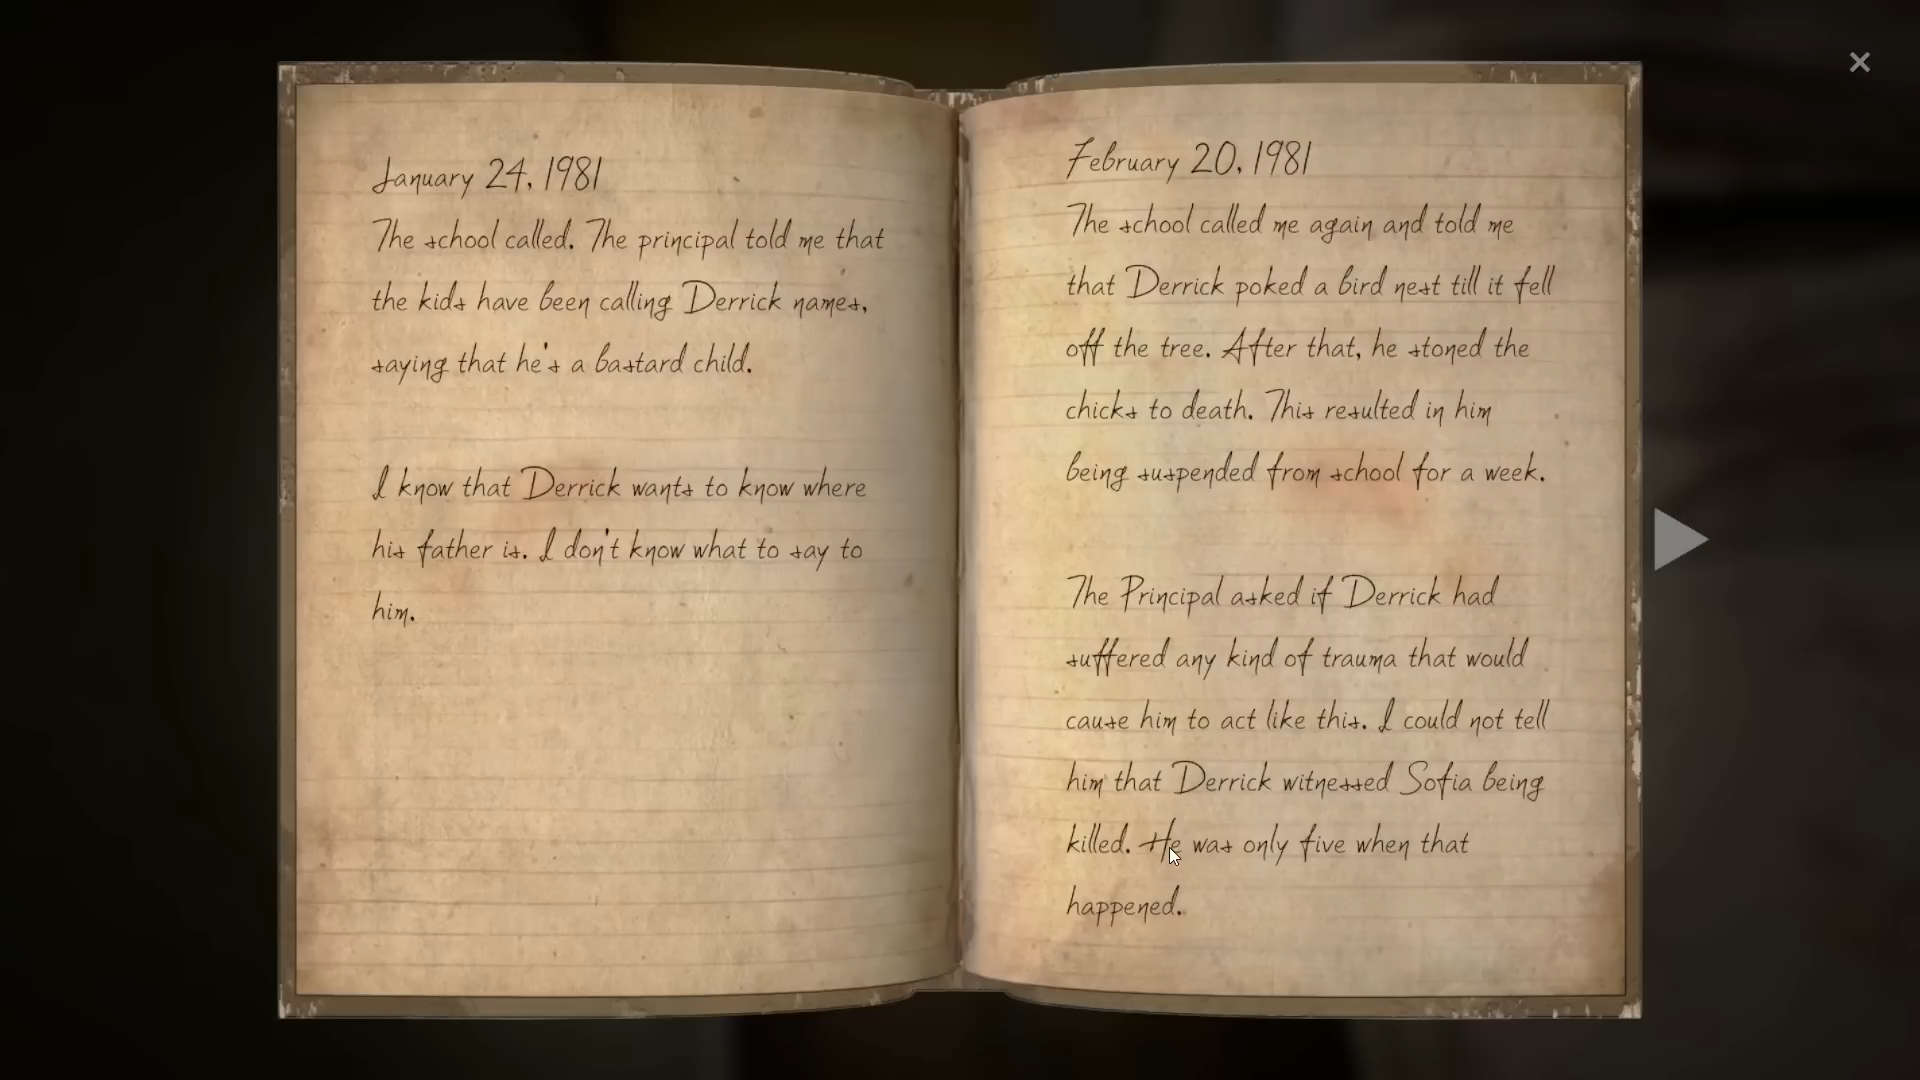 January 24, 1981
The school called. The principal told me that
the kids have been calling Derrick names,
saying that he's a bastard child.
I know that Derrick wants to know where
his father is. I don't know what to say to
him.
February 20, 1981
The school called me again and told me
that Derrick poked a bird nest till it fell
off the tree. After that, he stoned the
chicks to death. This resulted in him
being suspended from school for a week.
The Principal asked if Derrick had
suffered any kind of trauma that would
cause him to act like this. I could not tell
him that Derrick witnessed Sofia being
killed. He was only five when that
happened.